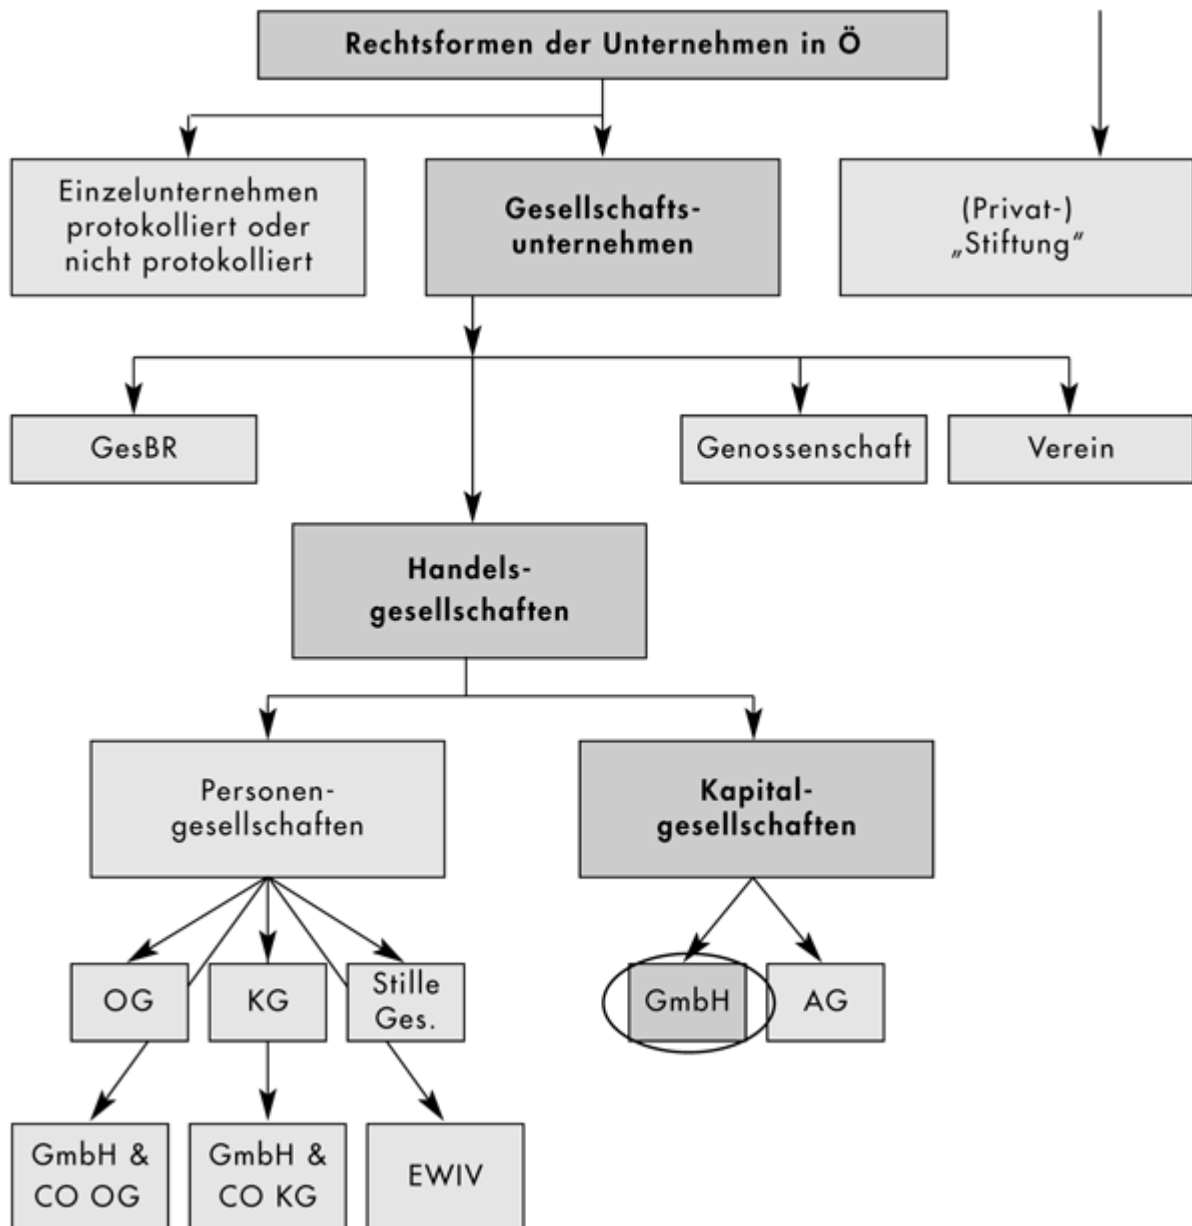 Rechtsformen der Unternehmen in Ö
Einzelunternehmen
protokolliert oder
nicht protokolliert
Gesellschafts-
unternehmen
(Privat-)
„Stiftung“
GesBR
Genossenschaft
Verein
Handels-
gesellschaften
Personen-
gesellschaften
Kapital-
gesellschaften
OG
KG
Stille
Ges.
GmbH
AG
GmbH &
CO OG
GmbH &
CO KG
EWIV